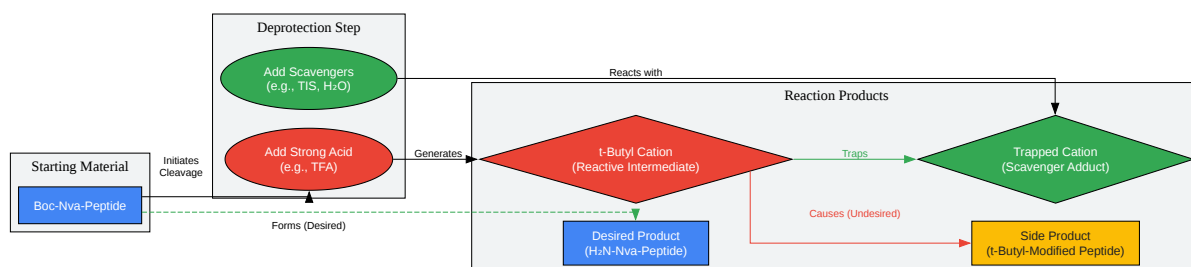 Deprotection Step
Add Scavengers
(e.g., TIS, H₂O)
Reacts with
Reaction Products
Add Strong Acid
(e.g., TFA)
Generates
t-Butyl Cation
(Reactive Intermediate)
Traps
Trapped Cation
(Scavenger Adduct)
Starting Material
Initiates
Cleavage
Boc-Nva-Peptide
Forms (Desired)
Causes (Undesired)
Desired Product
(H₂N-Nva-Peptide)
Side Product
(t-Butyl-Modified Peptide)